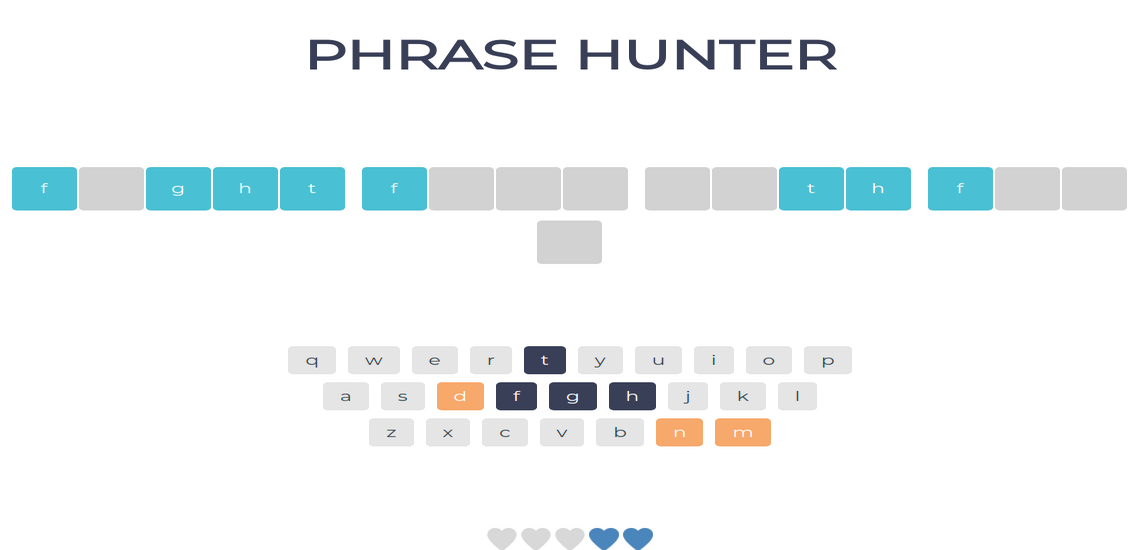 PHRASE HUNTER
f g h t f t h f
q w e r t y u i o p
a s d f g h j k l
z x c v b n m